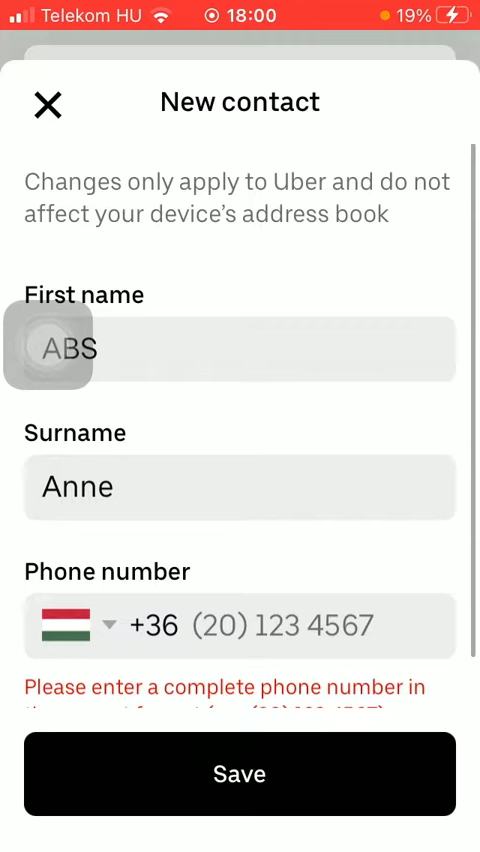 Telekom HU 18:00 19%
New contact
Changes only apply to Uber and do not
affect your device’s address book
First name
ABS
Surname
Anne
Phone number
+36 (20) 123 4567
Please enter a complete phone number in
Save